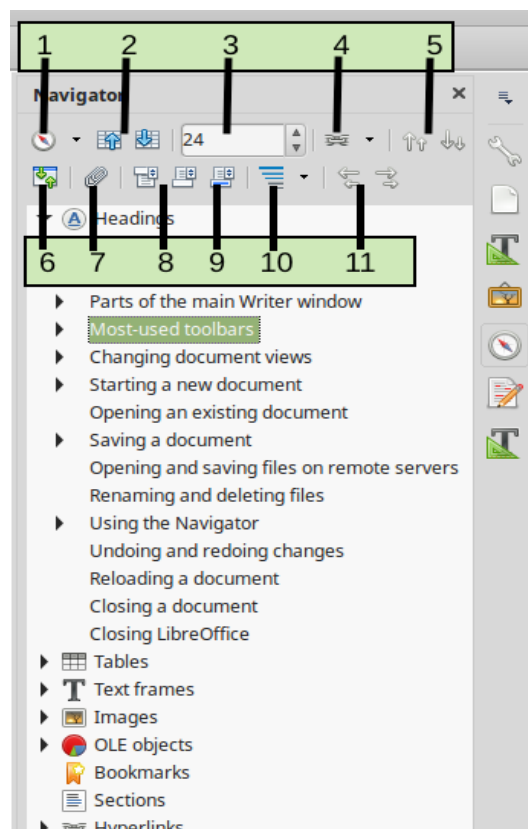 1 2 3 4 5
Navigator
24
Headings
6 7 8 9 10 11
Parts of the main Writer window
Most-used toolbars
Changing document views
Starting a new document
Opening an existing document
Saving a document
Opening and saving files on remote servers
Renaming and deleting files
Using the Navigator
Undoing and redoing changes
Reloading a document
Closing a document
Closing LibreOffice
Tables
Text frames
Images
OLE objects
Bookmarks
Sections
Hyperlinks